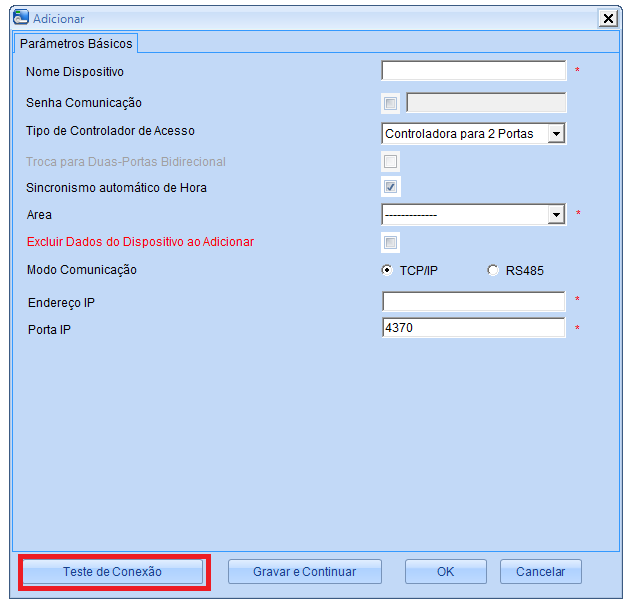 Adicionar
Parâmetros Básicos
Nome Dispositivo *
Senha Comunicação
Tipo de Controlador de Acesso Controladora para 2 Portas
Troca para Duas-Portas Bidirecional
Sincronismo automático de Hora
Area ------------- *
Excluir Dados do Dispositivo ao Adicionar
Modo Comunicação TCP/IP RS485
Endereço IP *
Porta IP 4370 *
Teste de Conexão Gravar e Continuar OK Cancelar